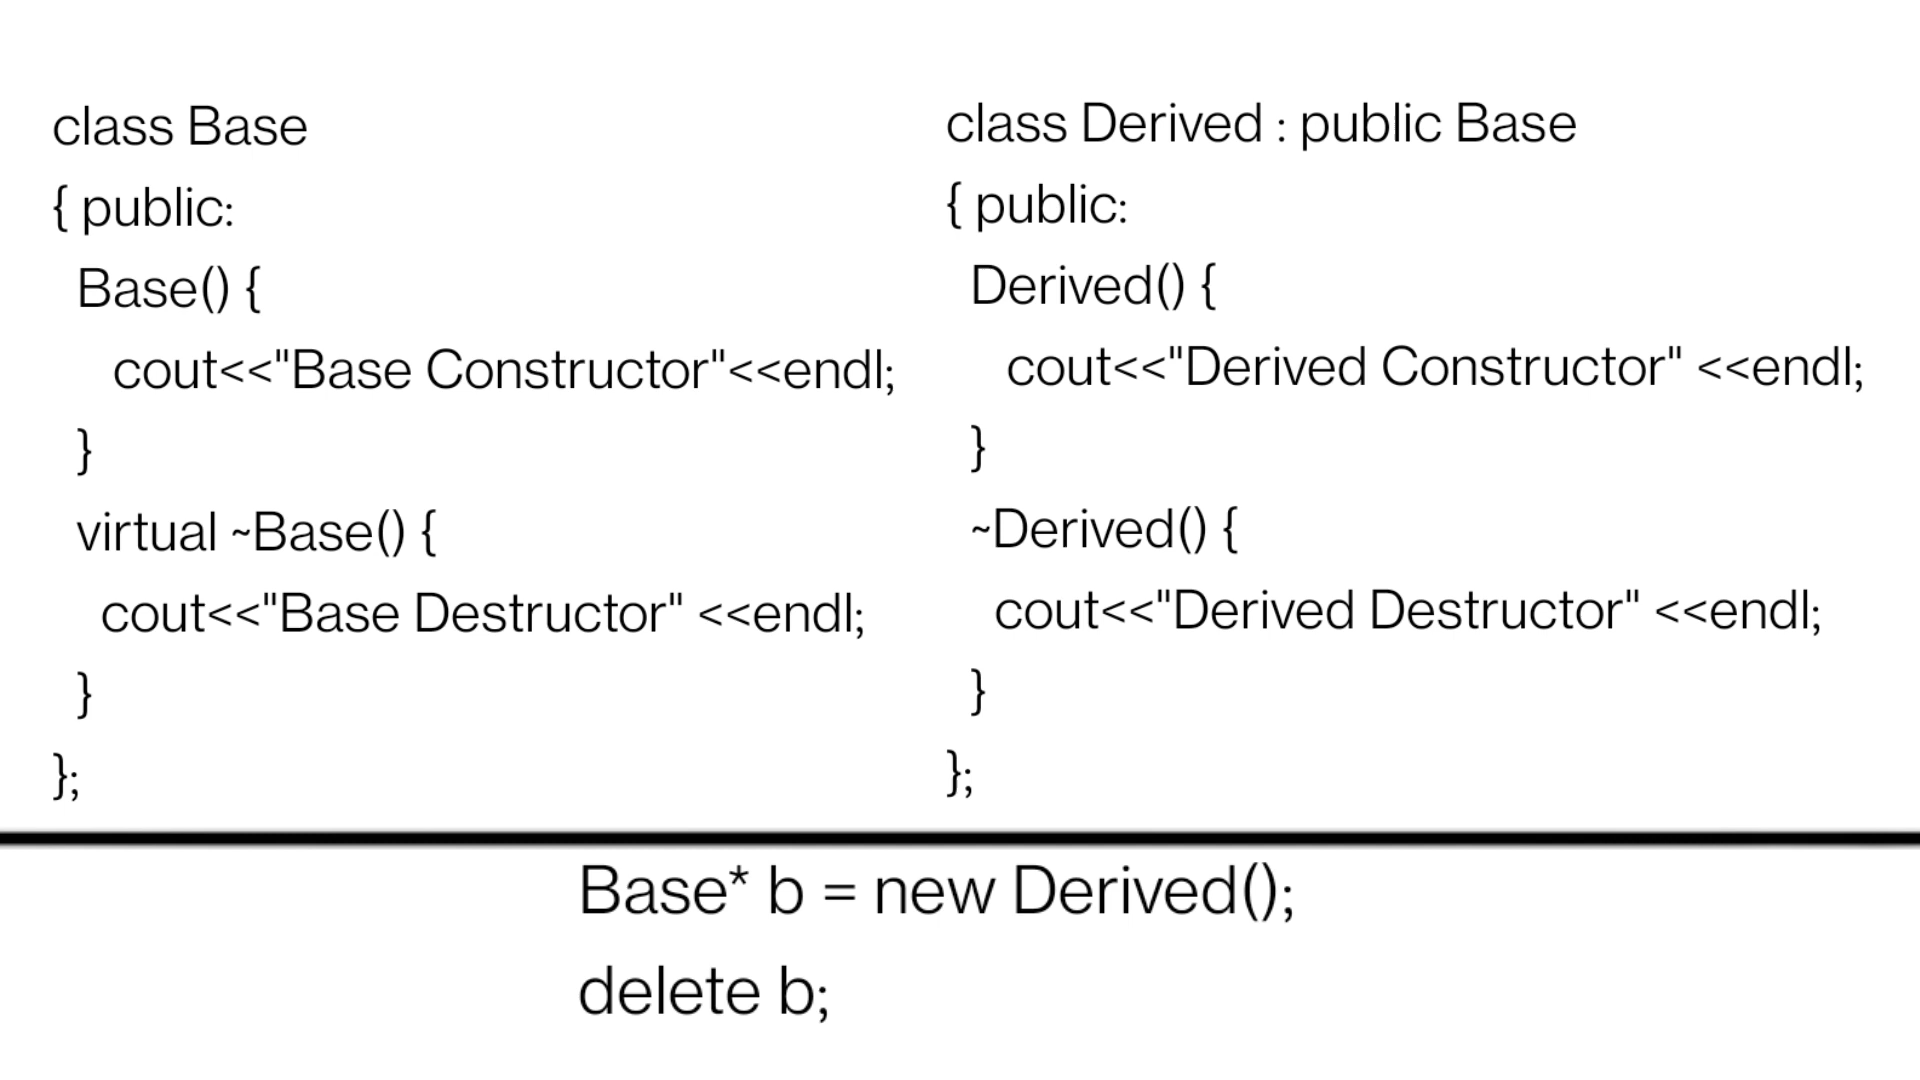 class Base
{ public:
Base() {
cout<<"Base Constructor"<<endl;
}
virtual ~Base() {
cout<<"Base Destructor" <<endl;
}
};
class Derived : public Base
{ public:
Derived() {
cout<<"Derived Constructor" <<endl;
}
~Derived() {
cout<<"Derived Destructor" <<endl;
}
};
Base* b = new Derived();
delete b;